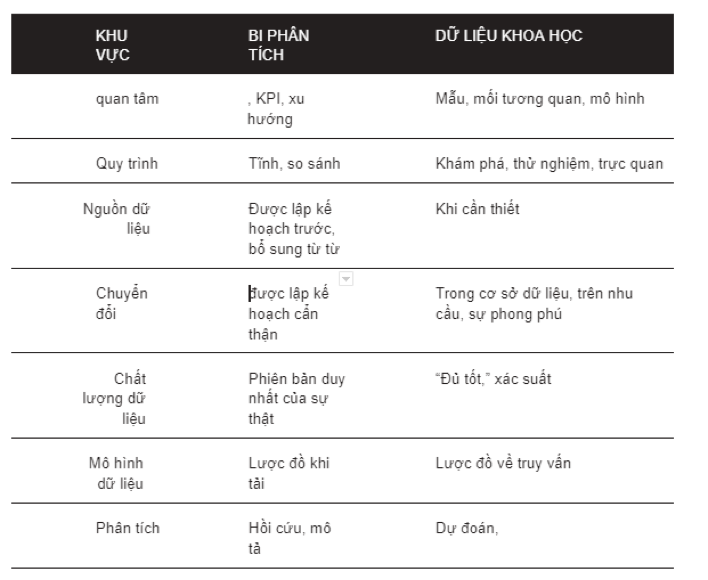 KHU VỰC BI PHÂN TÍCH DỮ LIỆU KHOA HỌC
quan tâm , KPI, xu hướng Mẫu, mối tương quan, mô hình
Quy trình Tĩnh, so sánh Khám phá, thử nghiệm, trực quan
Nguồn dữ liệu Được lập kế hoạch trước, bổ sung từ từ Khi cần thiết
Chuyển đổi được lập kế hoạch cẩn thận Trong cơ sở dữ liệu, trên nhu cầu, sự phong phú
Chất lượng dữ liệu Phiên bản duy nhất của sự thật “Đủ tốt,” xác suất
Mô hình dữ liệu Lược đồ khi tải Lược đồ về truy vấn
Phân tích Hồi cứu, mô tả Dự đoán,